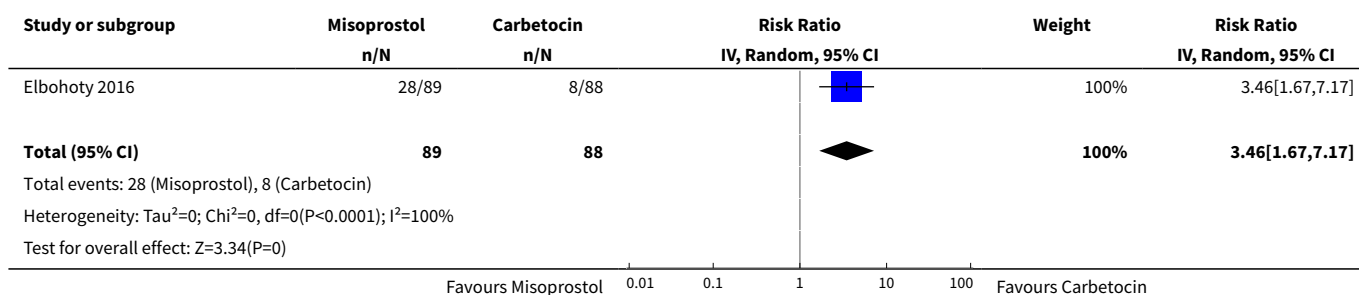 Study or subgroup Misoprostol Carbetocin Risk Ratio Weight Risk Ratio
n/N n/N IV, Random, 95% CI IV, Random, 95% CI
Elbohoty 2016 28/89 8/88 100% 3.46[1.67,7.17]
Total (95% CI) 89 88 100% 3.46[1.67,7.17]
Total events: 28 (Misoprostol), 8 (Carbetocin)
Heterogeneity: Tau²=0; Chi²=0, df=0(P<0.0001); I²=100%
Test for overall effect: Z=3.34(P=0)
Favours Misoprostol 0.01 0.1 1 10 100 Favours Carbetocin